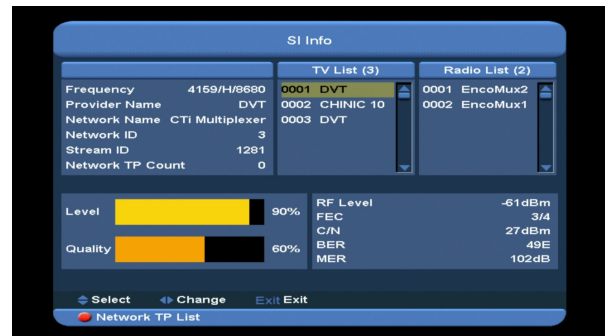 SI Info
TV List (3)
Radio List (2)
Frequency 4159/H/8680
Provider Name DVT
Network Name CTi Multiplexer
Network ID 3
Stream ID 1281
Network TP Count 0
0001 DVT
0002 CHINIC 10
0003 DVT
0001 EncoMux2
0002 EncoMux1
Level 90%
Quality 60%
RF Level -61dBm
FEC 3/4
C/N 27dBm
BER 49E
MER 102dB
Select Change Exit Exit
Network TP List